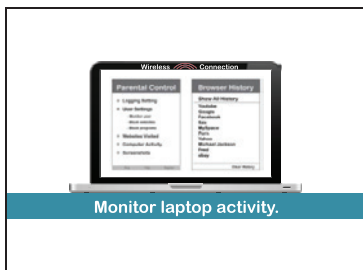 Wireless Connection
Parental Control
Logging Setting
User Settings
Websites Visited
Computer Activity
Screenshots
Browser History
Show All History
Youtube
Google
Facebook
MySpace
Yahoo
Michael Jackson
Food
eBay
Clear History
Monitor laptop activity.